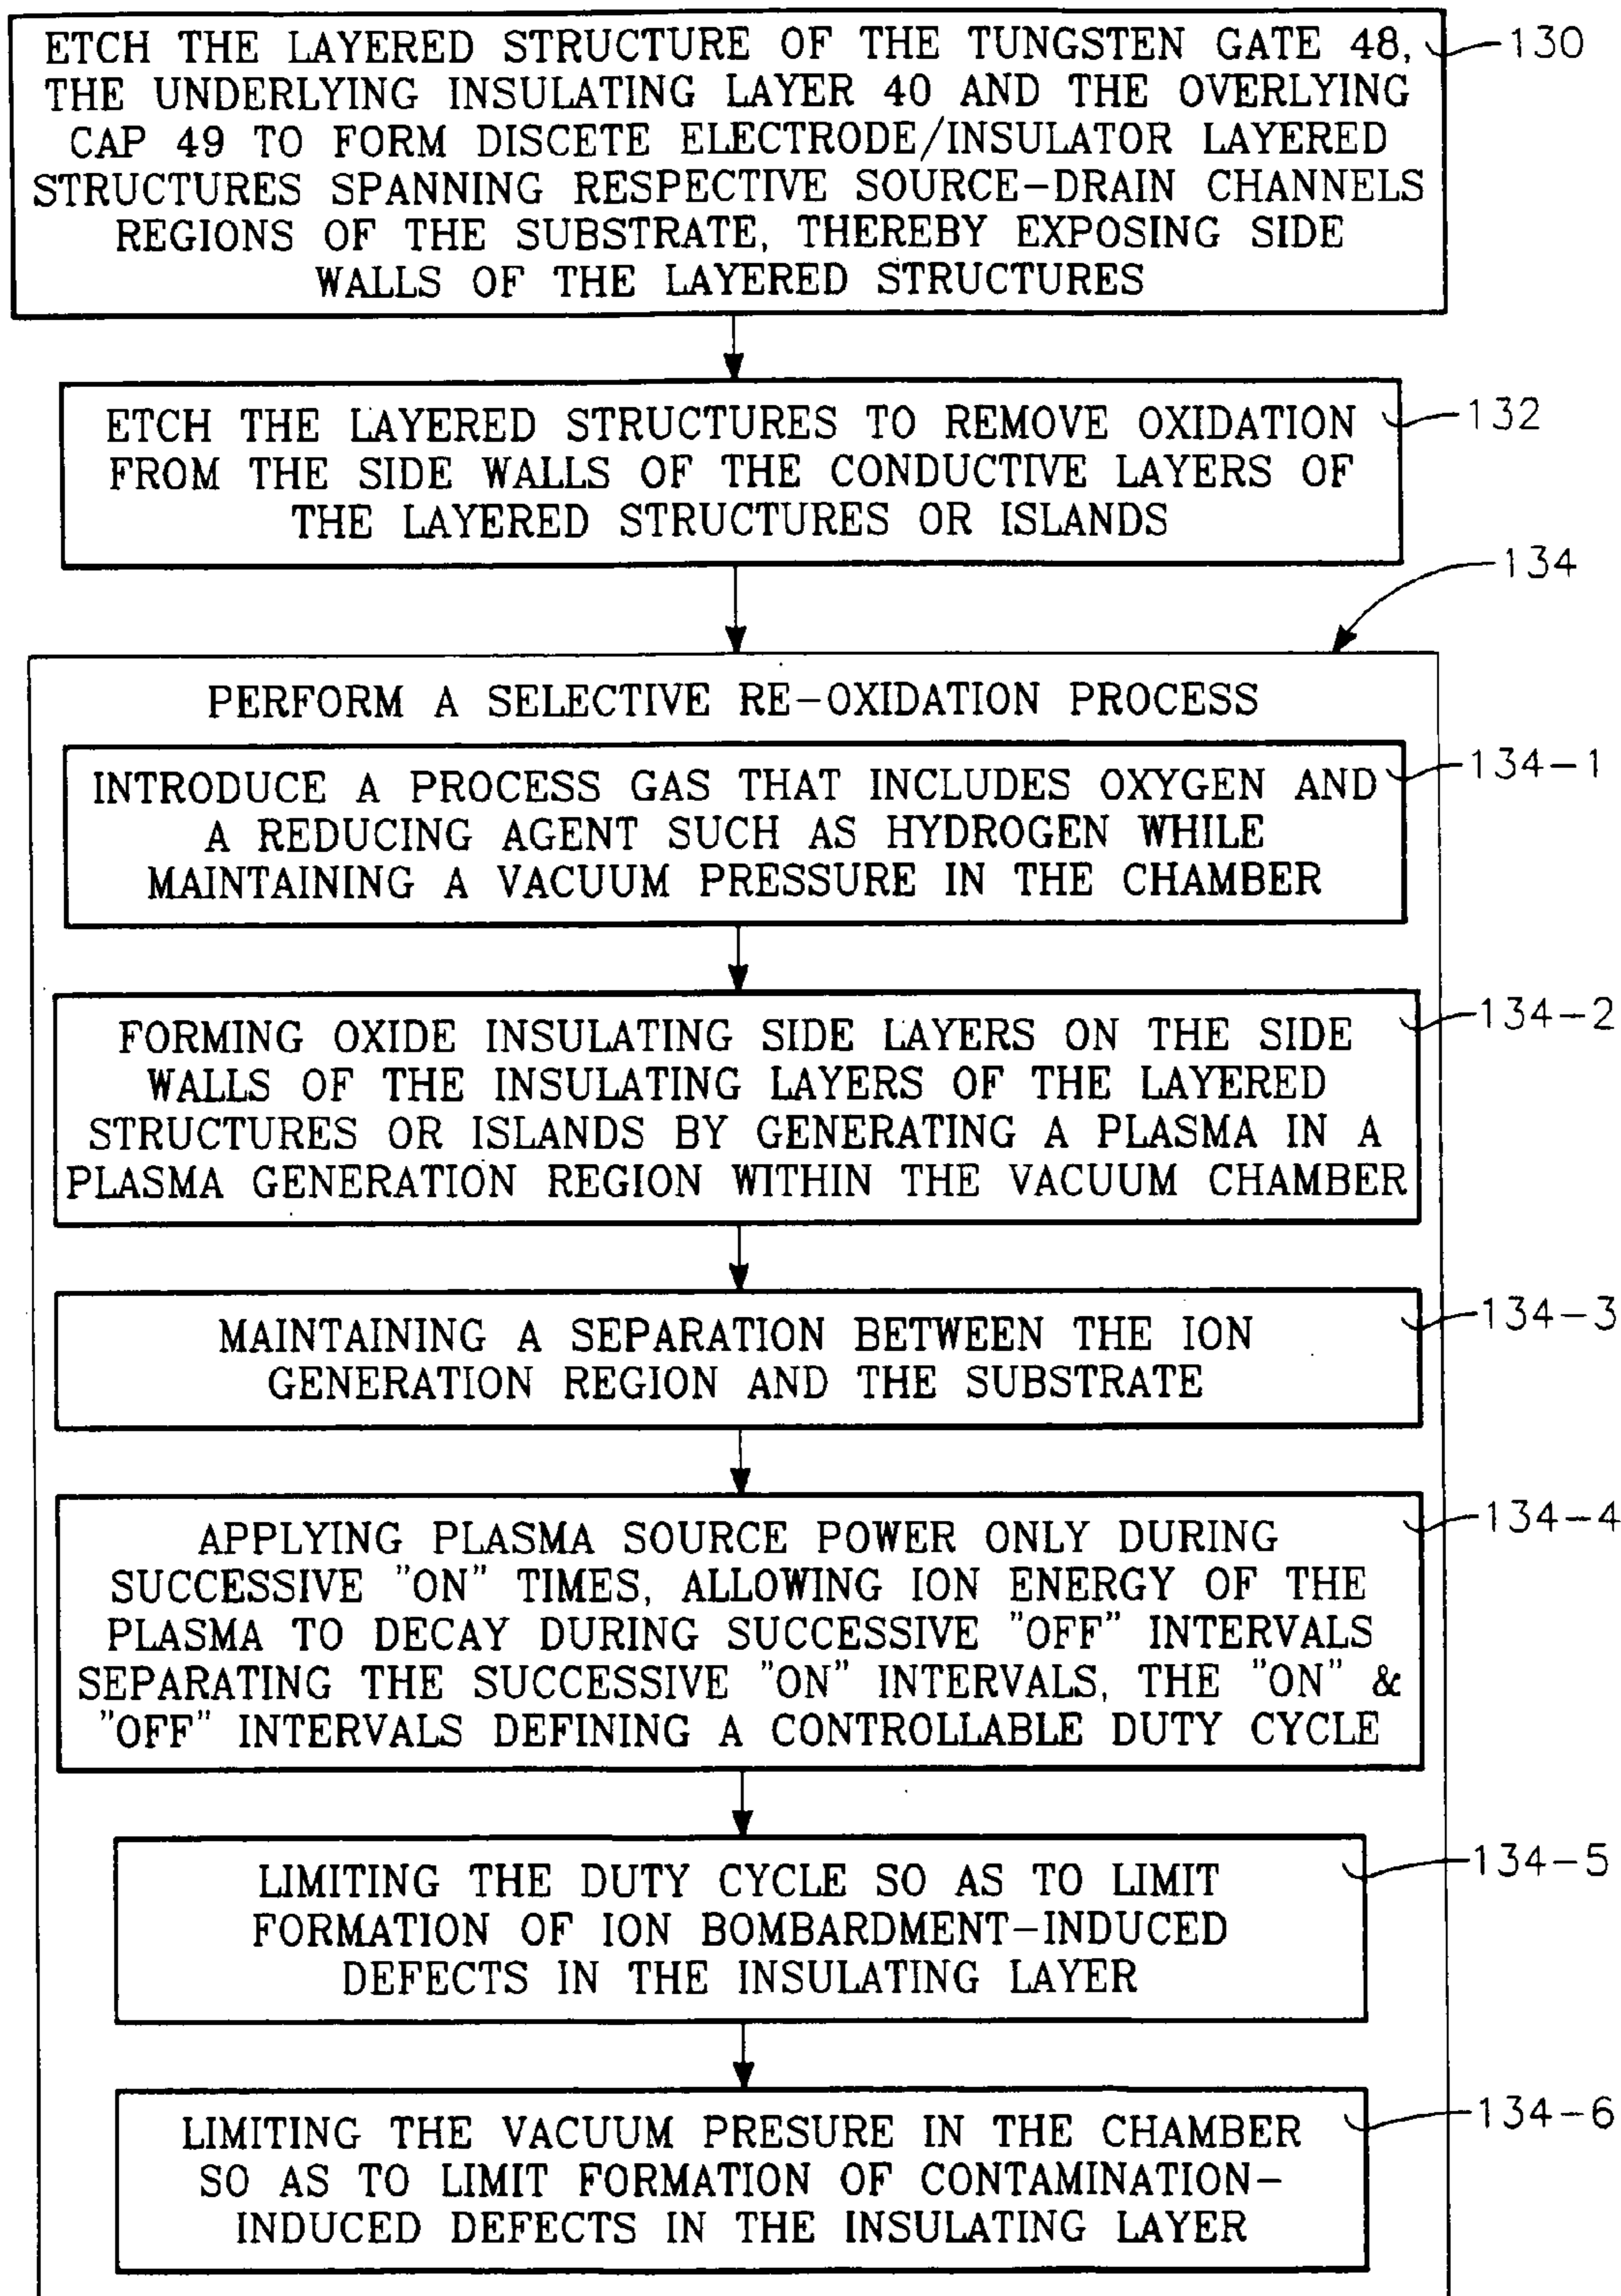 ETCH THE LAYERED STRUCTURE OF THE TUNGSTEN GATE 48,
THE UNDERLYING INSULATING LAYER 40 AND THE OVERLYING
CAP 49 TO FORM DISCETE ELECTRODE/INSULATOR LAYERED
STRUCTURES SPANNING RESPECTIVE SOURCE-DRAIN CHANNELS
REGIONS OF THE SUBSTRATE, THEREBY EXPOSING SIDE
WALLS OF THE LAYERED STRUCTURES
130
ETCH THE LAYERED STRUCTURES TO REMOVE OXIDATION
FROM THE SIDE WALLS OF THE CONDUCTIVE LAYERS OF
THE LAYERED STRUCTURES OR ISLANDS
132
134
PERFORM A SELECTIVE RE-OXIDATION PROCESS
INTRODUCE A PROCESS GAS THAT INCLUDES OXYGEN AND
A REDUCING AGENT SUCH AS HYDROGEN WHILE
MAINTAINING A VACUUM PRESSURE IN THE CHAMBER
134-1
FORMING OXIDE INSULATING SIDE LAYERS ON THE SIDE
WALLS OF THE INSULATING LAYERS OF THE LAYERED
STRUCTURES OR ISLANDS BY GENERATING A PLASMA IN A
PLASMA GENERATION REGION WITHIN THE VACUUM CHAMBER
134-2
MAINTAINING A SEPARATION BETWEEN THE ION
GENERATION REGION AND THE SUBSTRATE
134-3
APPLYING PLASMA SOURCE POWER ONLY DURING
SUCCESSIVE "ON" TIMES, ALLOWING ION ENERGY OF THE
PLASMA TO DECAY DURING SUCCESSIVE "OFF" INTERVALS
SEPARATING THE SUCCESSIVE "ON" INTERVALS, THE "ON" &
"OFF" INTERVALS DEFINING A CONTROLLABLE DUTY CYCLE
134-4
LIMITING THE DUTY CYCLE SO AS TO LIMIT
FORMATION OF ION BOMBARDMENT-INDUCED
DEFECTS IN THE INSULATING LAYER
134-5
LIMITING THE VACUUM PRESURE IN THE CHAMBER
SO AS TO LIMIT FORMATION OF CONTAMINATION-
INDUCED DEFECTS IN THE INSULATING LAYER
134-6